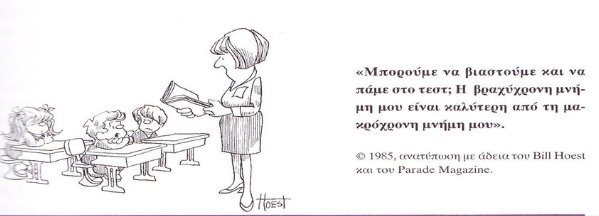 «Μπορούμε να βιαστούμε και να
πάμε στο τεστ; Η βραχύχρονη μνή-
μη μου είναι καλύτερη από τη μα-
κρόχρονη μνήμη μου».
© 1985, ανατύπωση με άδεια του Bill Hoest
και του Parade Magazine.
HOEST